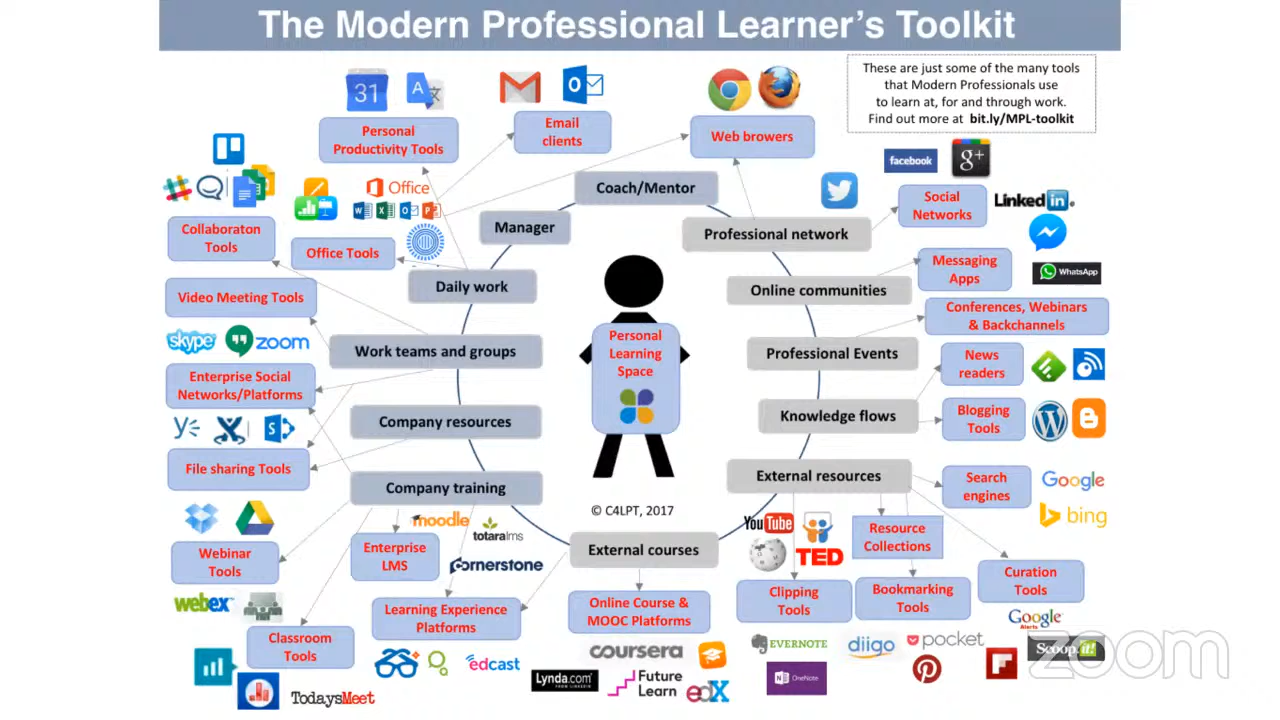 The Modern Professional Learner's Toolkit
These are just some of the many tools
that Modern Professionals use
to learn at, for and through work.
Find out more at bit.ly/MPL-toolkit
31
A
Personal
Productivity Tools
Email
clients
Web browers
facebook
g+
Office
Coach/Mentor
Social
Networks
Linked in
Collaboraton
Tools
Office Tools
Manager
Professional network
Messaging
Apps
WhatsApp
Daily work
Online communities
Video Meeting Tools
Conferences, Webinars
& Backchannels
skype
zoom
Work teams and groups
Personal
Learning
Space
Professional Events
News
readers
Enterprise Social
Networks/Platforms
Company resources
Knowledge flows
Blogging
Tools
File sharing Tools
Company training
External resources
Search
engines
Google
bing
© C4LPT, 2017
moodle
totaralms
cornerstone
Enterprise
LMS
External courses
YouTube
TED
Resource
Collections
Webinar
Tools
webex
Learning Experience
Platforms
Online Course &
MOOC Platforms
Clipping
Tools
Bookmarking
Tools
Curation
Tools
Google
Alerts
Classroom
Tools
TodaysMeet
edcast
coursera
Lynda.com
FROM LINKEDIN
Future
Learn
edX
EVERNOTE
OneNote
diigo
pocket
Scoop.it!
zoom